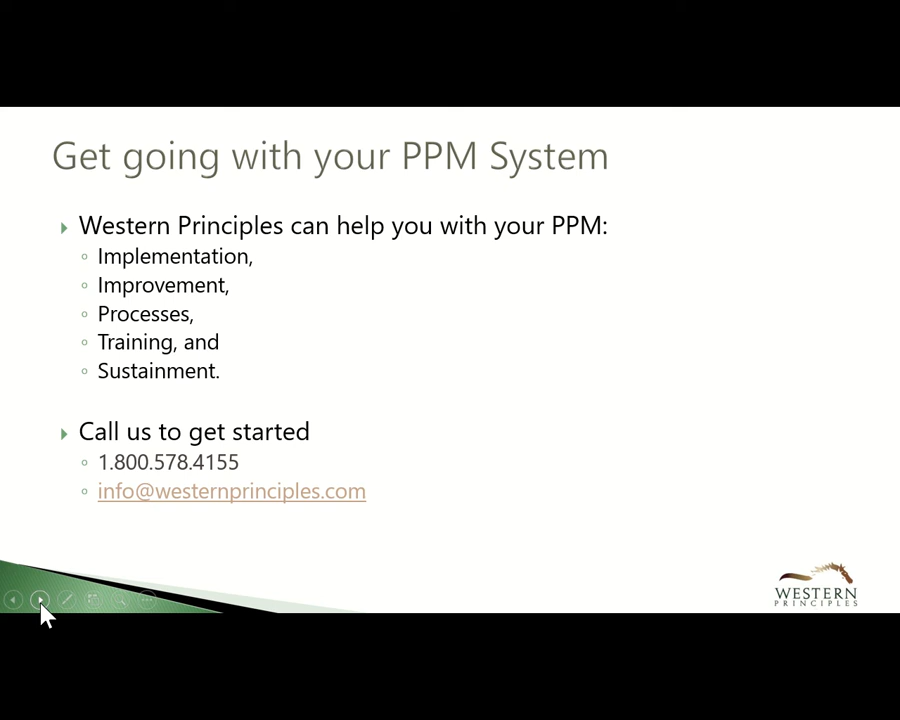 Get going with your PPM System
Western Principles can help you with your PPM:
Implementation,
Improvement,
Processes,
Training, and
Sustainment.
Call us to get started
1.800.578.4155
info@westernprinciples.com
WESTERN
PRINCIPLES